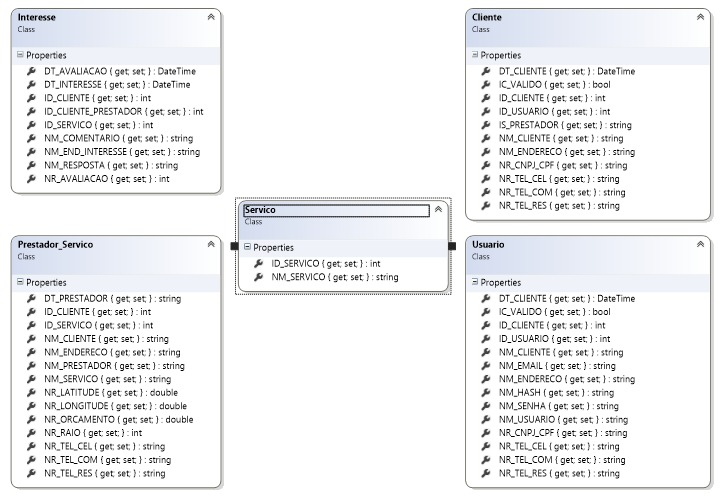 Interesse
Class
Properties
DT_AVALIACAO { get; set; } : DateTime
DT_INTERESSE { get; set; } : DateTime
ID_CLIENTE { get; set; } : int
ID_CLIENTE_PRESTADOR { get; set; } : int
ID_SERVICO { get; set; } : int
NM_COMENTARIO { get; set; } : string
NM_END_INTERESSE { get; set; } : string
NM_RESPOSTA { get; set; } : string
NR_AVALIACAO { get; set; } : int
Cliente
Class
Properties
DT_CLIENTE { get; set; } : DateTime
IC_VALIDO { get; set; } : bool
ID_CLIENTE { get; set; } : int
ID_USUARIO { get; set; } : int
IS_PRESTADOR { get; set; } : string
NM_CLIENTE { get; set; } : string
NM_ENDERECO { get; set; } : string
NR_CNPJ_CPF { get; set; } : string
NR_TEL_CEL { get; set; } : string
NR_TEL_COM { get; set; } : string
NR_TEL_RES { get; set; } : string
Servico
Class
Properties
ID_SERVICO { get; set; } : int
NM_SERVICO { get; set; } : string
Prestador_Servico
Class
Properties
DT_PRESTADOR { get; set; } : string
ID_CLIENTE { get; set; } : int
ID_SERVICO { get; set; } : int
NM_CLIENTE { get; set; } : string
NM_ENDERECO { get; set; } : string
NM_PRESTADOR { get; set; } : string
NM_SERVICO { get; set; } : string
NR_LATITUDE { get; set; } : double
NR_LONGITUDE { get; set; } : double
NR_ORCAMENTO { get; set; } : double
NR_RAIO { get; set; } : int
NR_TEL_CEL { get; set; } : string
NR_TEL_COM { get; set; } : string
NR_TEL_RES { get; set; } : string
Usuario
Class
Properties
DT_CLIENTE { get; set; } : DateTime
IC_VALIDO { get; set; } : bool
ID_CLIENTE { get; set; } : int
ID_USUARIO { get; set; } : int
NM_CLIENTE { get; set; } : string
NM_EMAIL { get; set; } : string
NM_ENDERECO { get; set; } : string
NM_HASH { get; set; } : string
NM_SENHA { get; set; } : string
NM_USUARIO { get; set; } : string
NR_CNPJ_CPF { get; set; } : string
NR_TEL_CEL { get; set; } : string
NR_TEL_COM { get; set; } : string
NR_TEL_RES { get; set; } : string